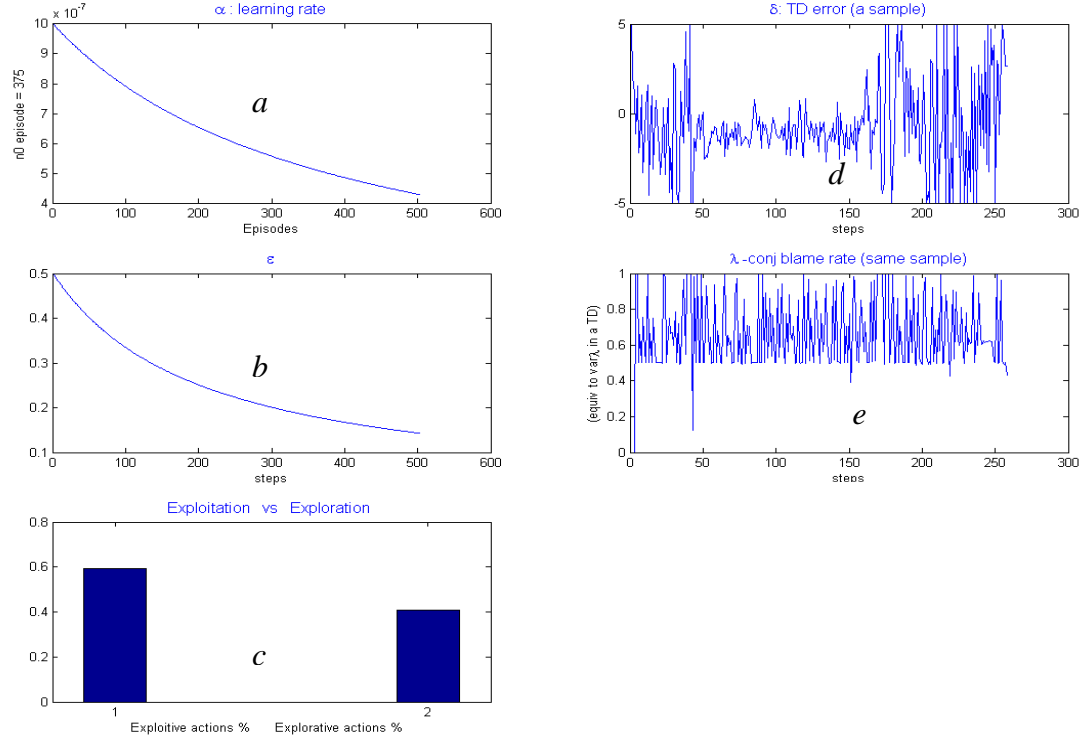 α : learning rate
x 10⁻⁷
n0 episode = 375
10
9
8
7
6
5
4
0 100 200 300 400 500 600
Episodes
a
δ: TD error (a sample)
5
0
-5
0 50 100 150 200 250 300
steps
d
ε
0.5
0.4
0.3
0.2
0.1
0 100 200 300 400 500 600
steps
b
λ -conj blame rate (same sample)
(equiv to varλ in a TD)
1
0.8
0.6
0.4
0.2
0
0 50 100 150 200 250 300
steps
e
Exploitation vs Exploration
0.8
0.6
0.4
0.2
0
1 2
Exploitive actions % Explorative actions %
c